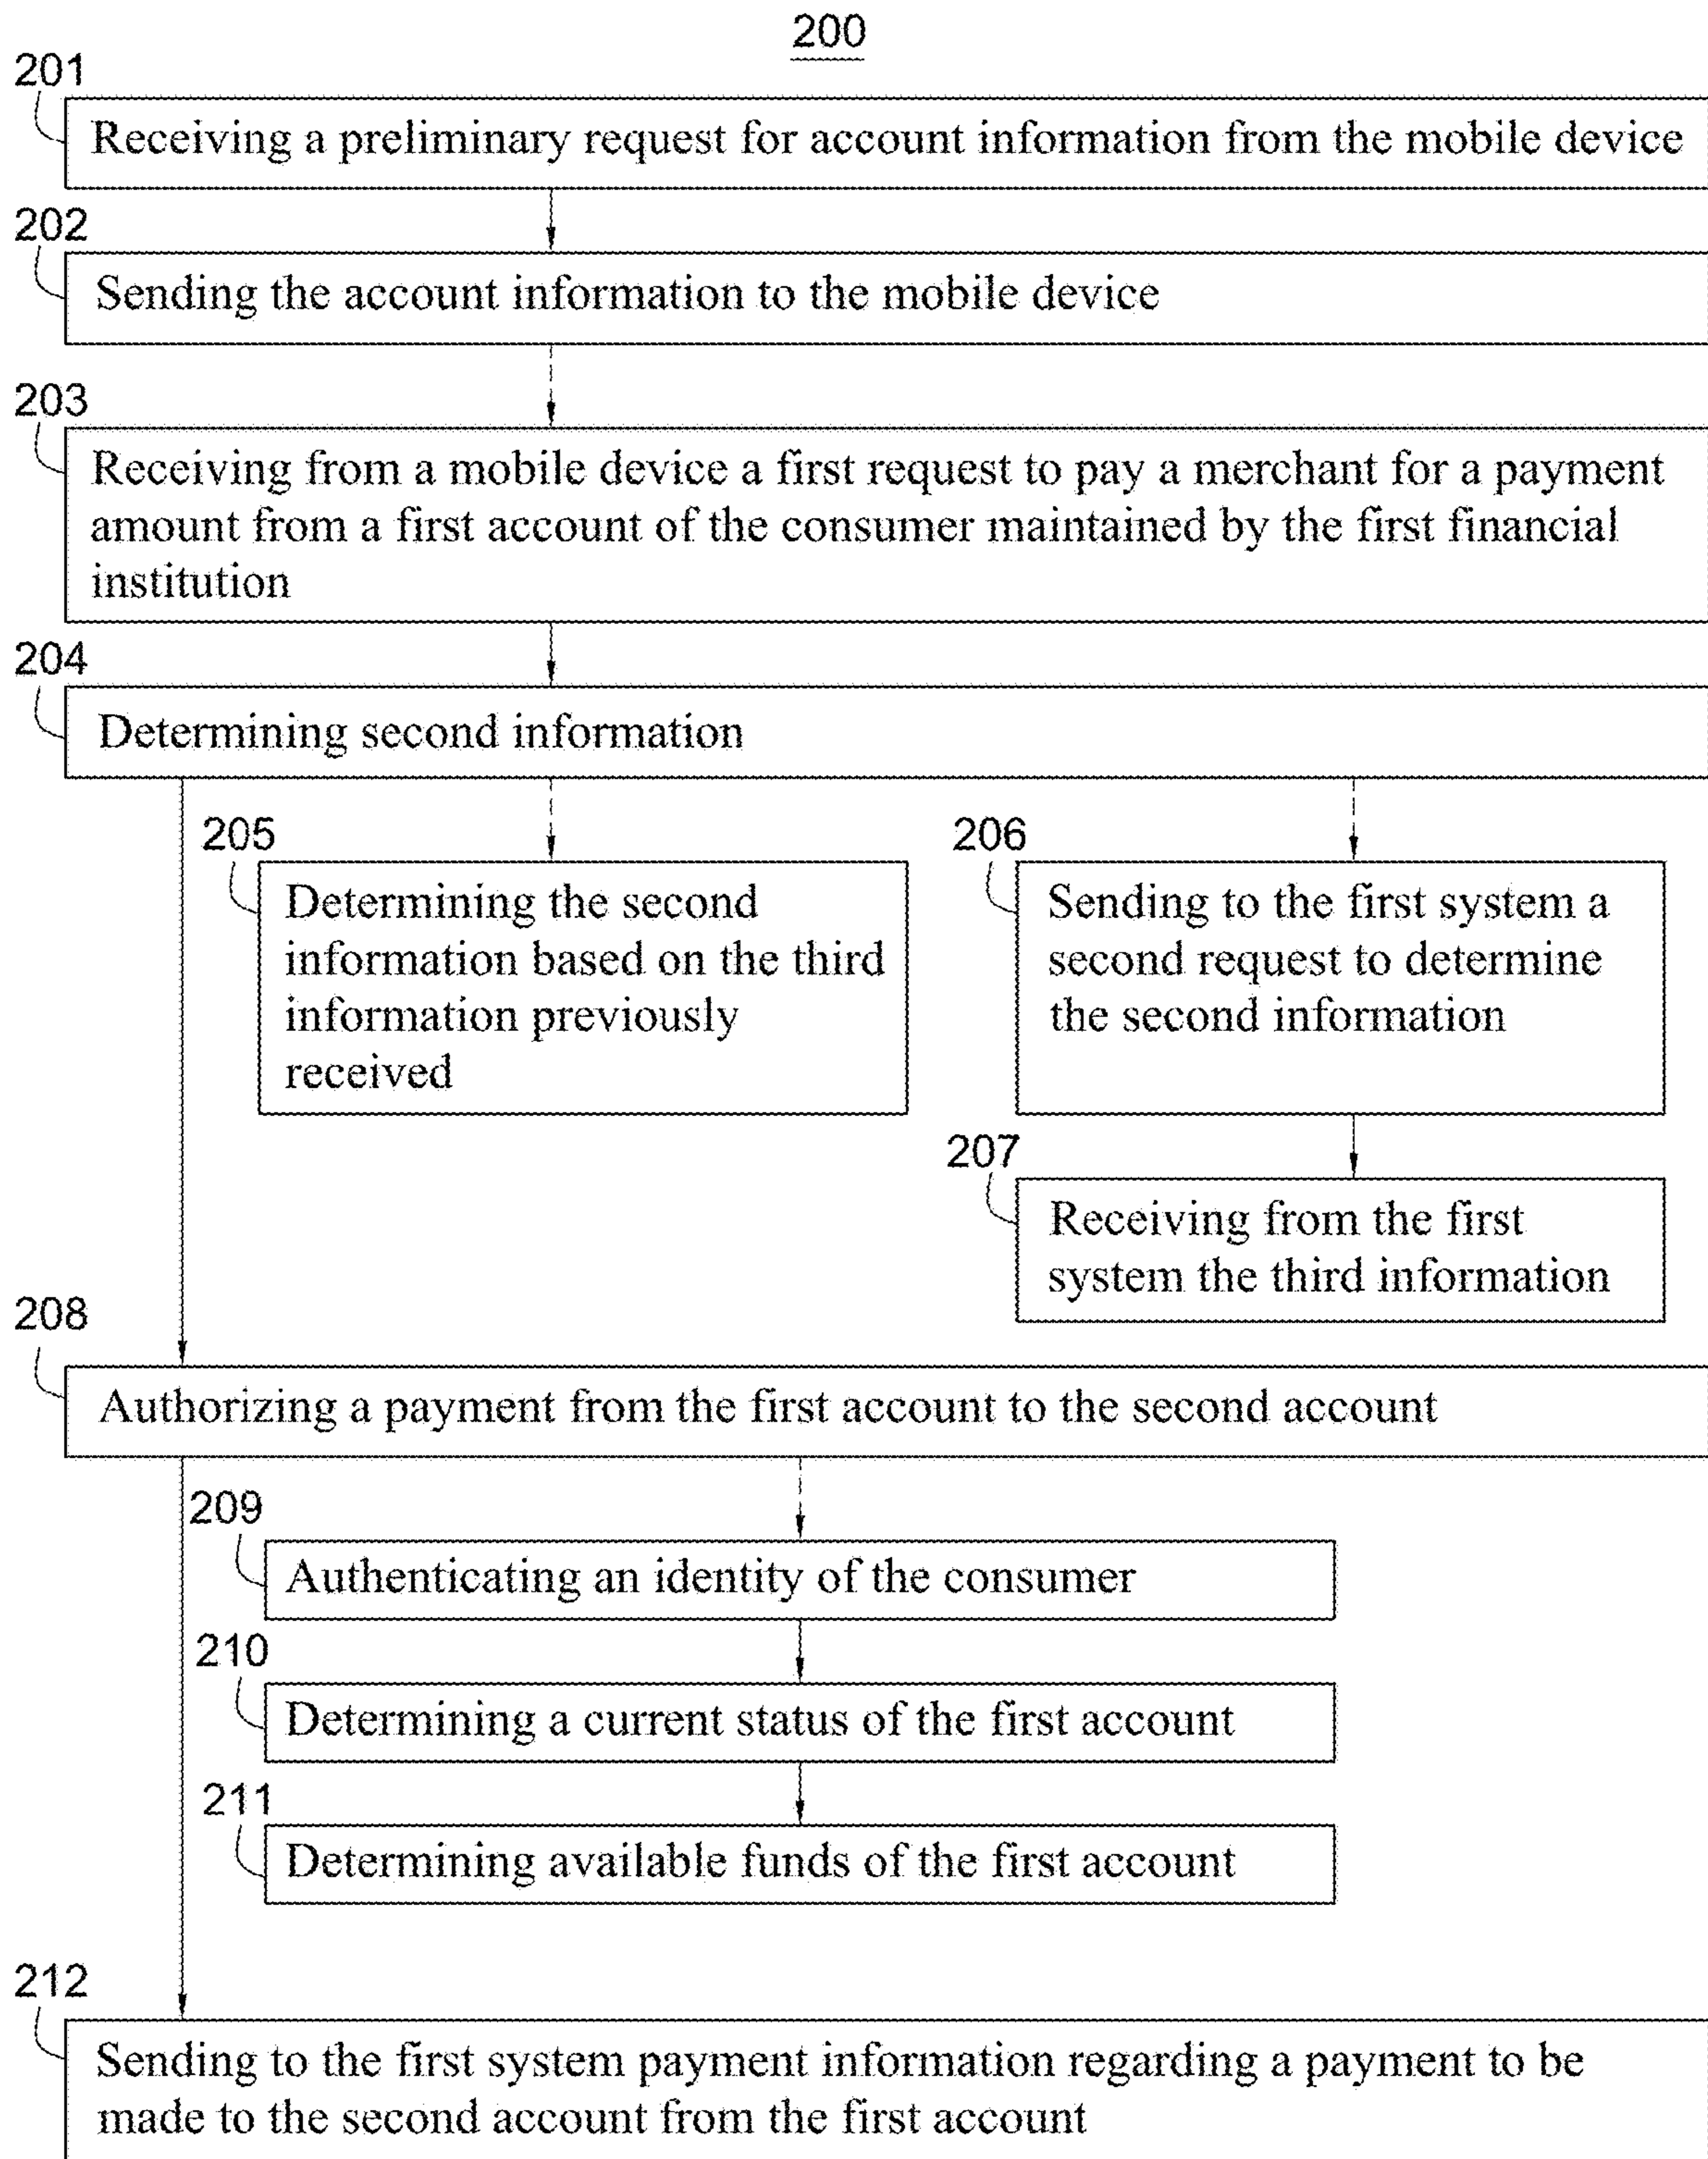 200
201
Receiving a preliminary request for account information from the mobile device
202
Sending the account information to the mobile device
203
Receiving from a mobile device a first request to pay a merchant for a payment
amount from a first account of the consumer maintained by the first financial
institution
204
Determining second information
205
Determining the second
information based on the third
information previously
received
206
Sending to the first system a
second request to determine
the second information
207
Receiving from the first
system the third information
208
Authorizing a payment from the first account to the second account
209
Authenticating an identity of the consumer
210
Determining a current status of the first account
211
Determining available funds of the first account
212
Sending to the first system payment information regarding a payment to be
made to the second account from the first account